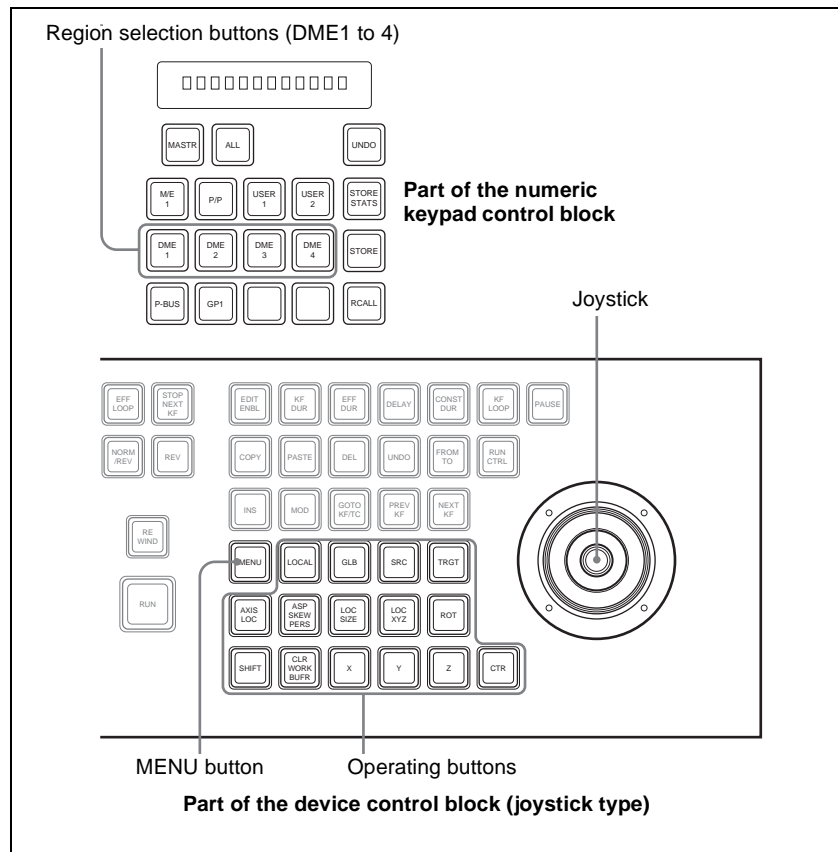 Region selection buttons (DME1 to 4)
MASTR
ALL
UNDO
M/E
1
P/P
USER
1
USER
2
STORE
STATS
Part of the numeric
keypad control block
DME
1
DME
2
DME
3
DME
4
STORE
P-BUS
GP1
RCALL
Joystick
EFF
LOOP
STOP
NEXT
KF
EDIT
ENBL
KF
DUR
EFF
DUR
DELAY
CONST
DUR
KF
LOOP
PAUSE
NORM
/REV
REV
COPY
PASTE
DEL
UNDO
FROM
TO
RUN
CTRL
INS
MOD
GOTO
KF/TC
PREV
KF
NEXT
KF
RE
WIND
MENU
LOCAL
GLB
SRC
TRGT
RUN
AXIS
LOC
ASP
SKEW
PERS
LOC
SIZE
LOC
XYZ
ROT
SHIFT
CLR
WORK
BUFR
X
Y
Z
CTR
MENU button
Operating buttons
Part of the device control block (joystick type)